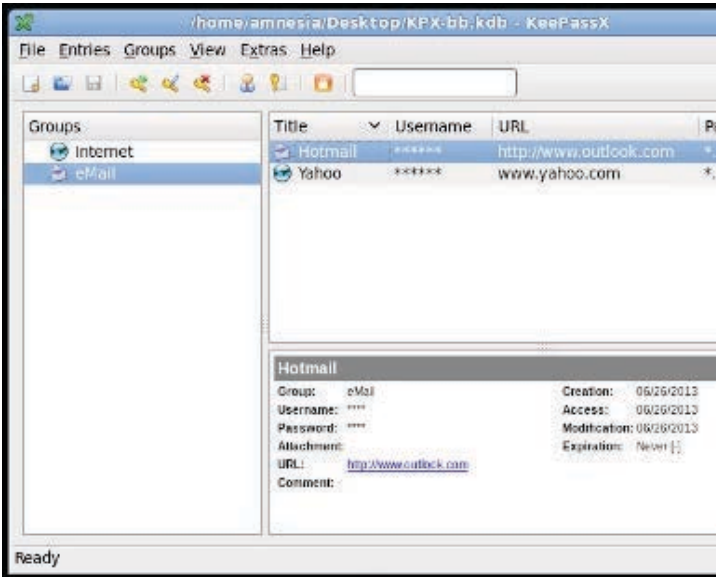 /home/amnesia/Desktop/KPX-bb.kdb - KeePassX
File Entries Groups View Extras Help
Groups
Internet
eMail
Title Username URL
Hotmail ****** http://www.outlook.com *.
Yahoo ****** www.yahoo.com *.
Hotmail
Group: eMail
Username: ****
Password: ****
Attachment:
URL: http://www.outlook.com
Comment:
Creation: 06/26/2013
Access: 06/26/2013
Modification: 06/26/2013
Expiration: Never [-]
Ready